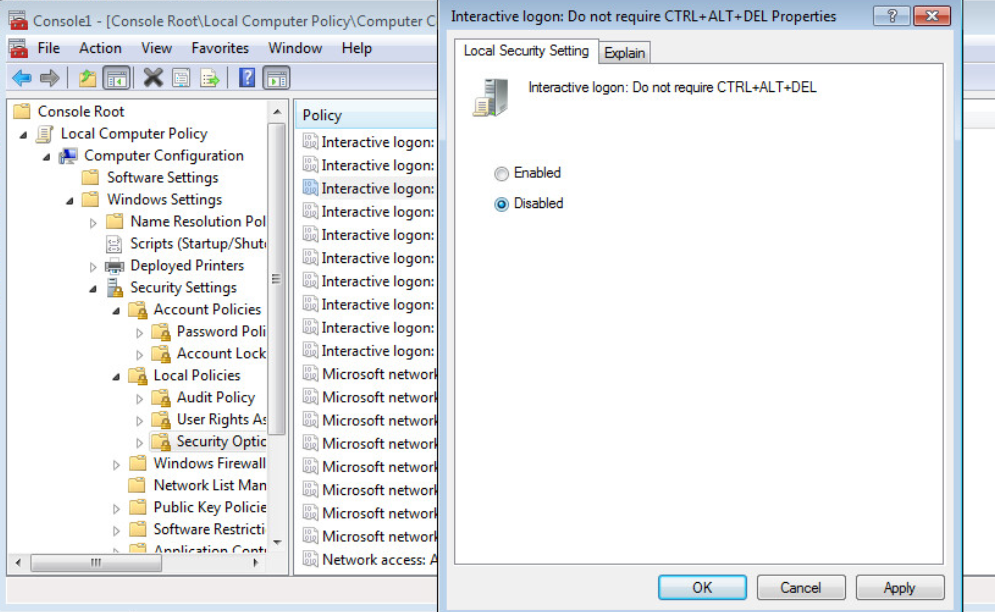 Console1 - [Console Root\Local Computer Policy\Computer C
File Action View Favorites Window Help
Console Root
Local Computer Policy
Computer Configuration
Software Settings
Windows Settings
Name Resolution Pol
Scripts (Startup/Shut
Deployed Printers
Security Settings
Account Policies
Password Poli
Account Lock
Local Policies
Audit Policy
User Rights As
Security Optic
Windows Firewall
Network List Man
Public Key Policie
Software Restricti
Application Cont
Policy
Interactive logon:
Interactive logon:
Interactive logon:
Interactive logon:
Interactive logon:
Interactive logon:
Interactive logon:
Interactive logon:
Interactive logon:
Interactive logon:
Microsoft network
Microsoft network
Microsoft network
Microsoft network
Microsoft network
Microsoft network
Microsoft network
Microsoft network
Network access: A
Interactive logon: Do not require CTRL+ALT+DEL Properties
Local Security Setting Explain
Interactive logon: Do not require CTRL+ALT+DEL
Enabled
Disabled
OK Cancel Apply